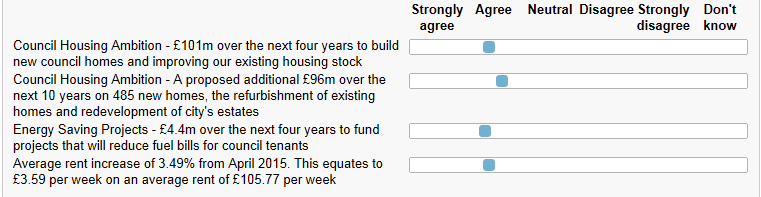 Strongly agree Agree Neutral Disagree Strongly disagree Don't know
Council Housing Ambition - £101m over the next four years to build
new council homes and improving our existing housing stock
Council Housing Ambition - A proposed additional £96m over the
next 10 years on 485 new homes, the refurbishment of existing
homes and redevelopment of city's estates
Energy Saving Projects - £4.4m over the next four years to fund
projects that will reduce fuel bills for council tenants
Average rent increase of 3.49% from April 2015. This equates to
£3.59 per week on an average rent of £105.77 per week